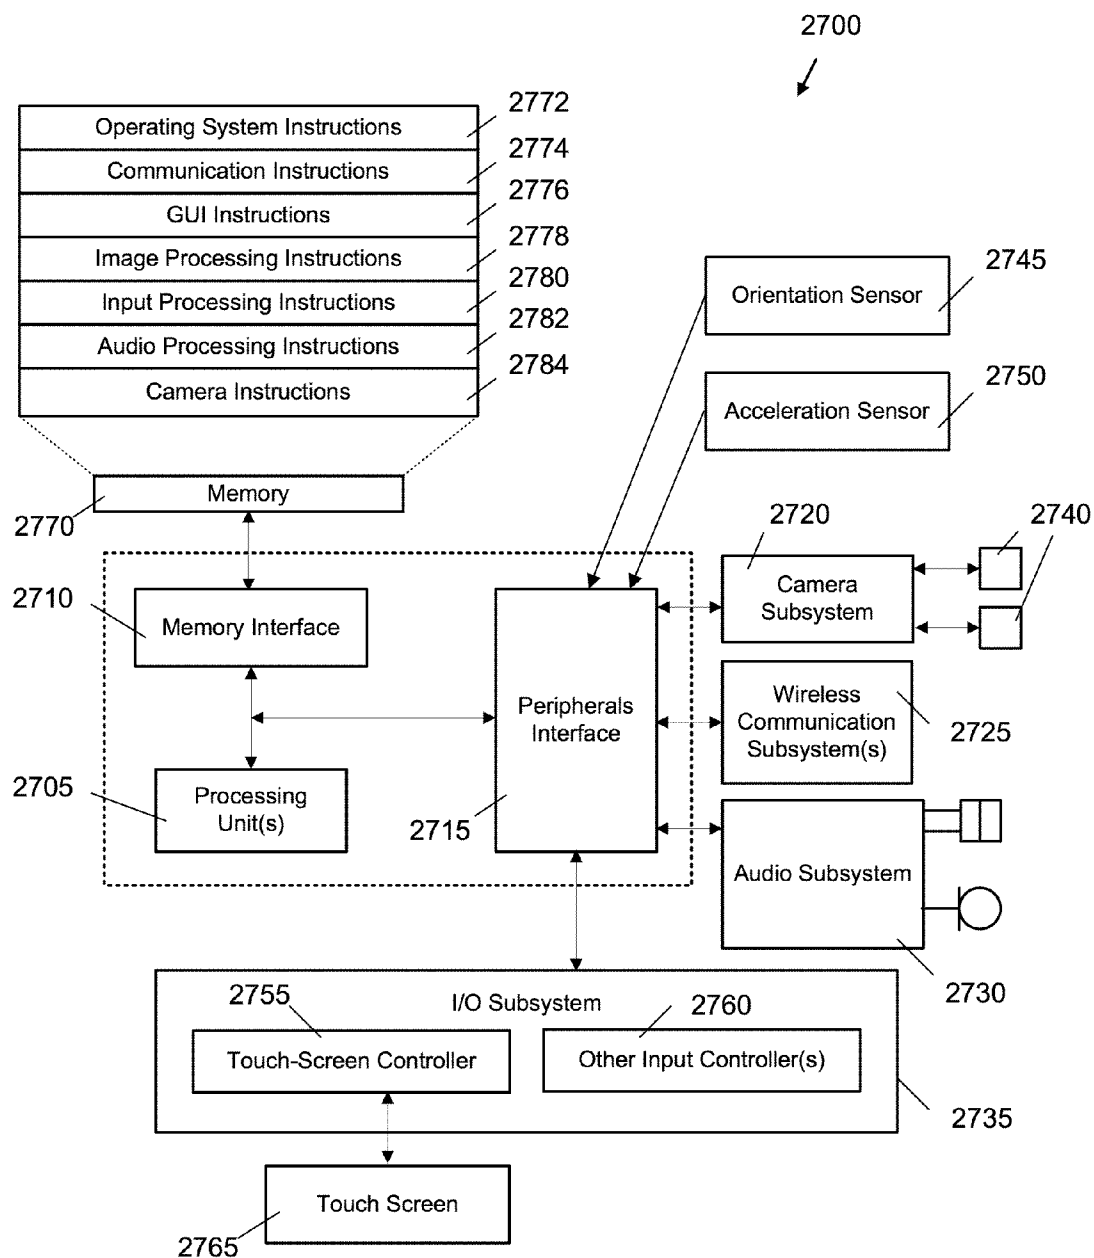 2700
2772
Operating System Instructions
2774
Communication Instructions
2776
GUI Instructions
2778
Image Processing Instructions
2780
Input Processing Instructions
2782
Audio Processing Instructions
2784
Camera Instructions
2745
Orientation Sensor
2750
Acceleration Sensor
Memory
2770
2720
2740
Camera
Subsystem
2710
Memory Interface
Peripherals
Interface
2715
Wireless
Communication
Subsystem(s)
2725
2705
Processing
Unit(s)
Audio Subsystem
2730
I/O Subsystem
2755
Touch-Screen Controller
2760
Other Input Controller(s)
2735
Touch Screen
2765